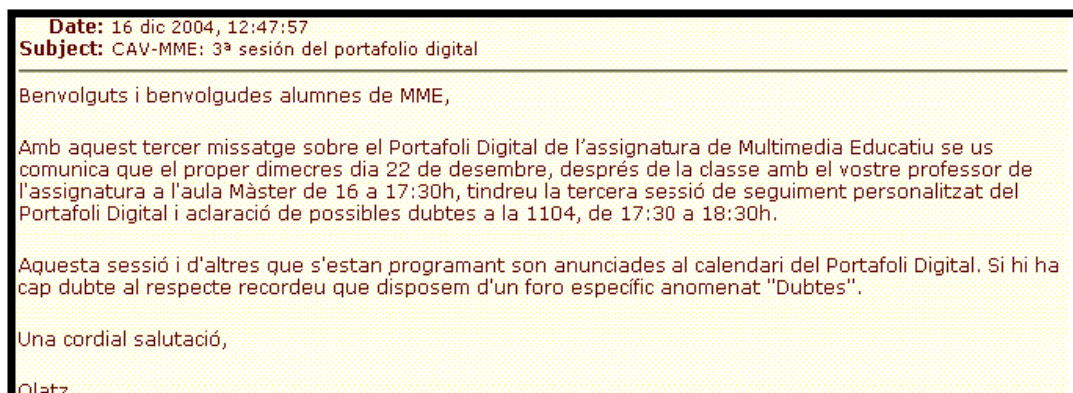 Date: 16 dic 2004, 12:47:57
Subject: CAV-MME: 3ª sesión del portafolio digital
Benvolguts i benvolgudes alumnes de MME,
Amb aquest tercer missatge sobre el Portafoli Digital de l'assignatura de Multimedia Educatiu se us
comunica que el proper dimecres dia 22 de desembre, després de la classe amb el vostre professor de
l'assignatura a l'aula Màster de 16 a 17:30h, tindreu la tercera sessió de seguiment personalitzat del
Portafoli Digital i aclaració de possibles dubtes a la 1104, de 17:30 a 18:30h.
Aquesta sessió i d'altres que s'estan programant son anunciades al calendari del Portafoli Digital. Si hi ha
cap dubte al respecte recordeu que disposem d'un foro específic anomenat "Dubtes".
Una cordial salutació,
Olatz